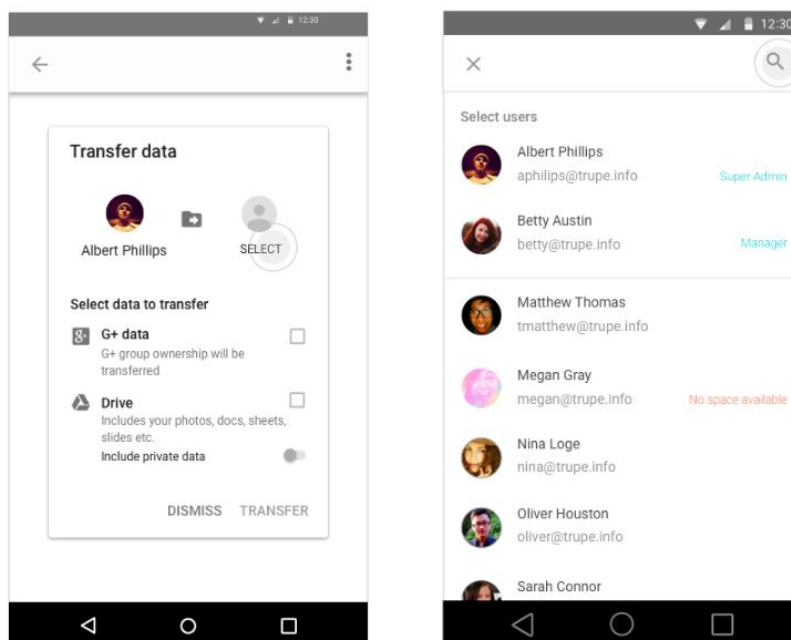 12:30
Transfer data
Albert Phillips
SELECT
Select data to transfer
G+ data
G+ group ownership will be
transferred
Drive
Includes your photos, docs, sheets,
slides etc.
Include private data
DISMISS TRANSFER
12:30
Select users
Albert Phillips
aphilips@trupe.info Super Admin
Betty Austin
betty@trupe.info Manager
Matthew Thomas
tmatthew@trupe.info
Megan Gray
megan@trupe.info No space available
Nina Loge
nina@trupe.info
Oliver Houston
oliver@trupe.info
Sarah Connor